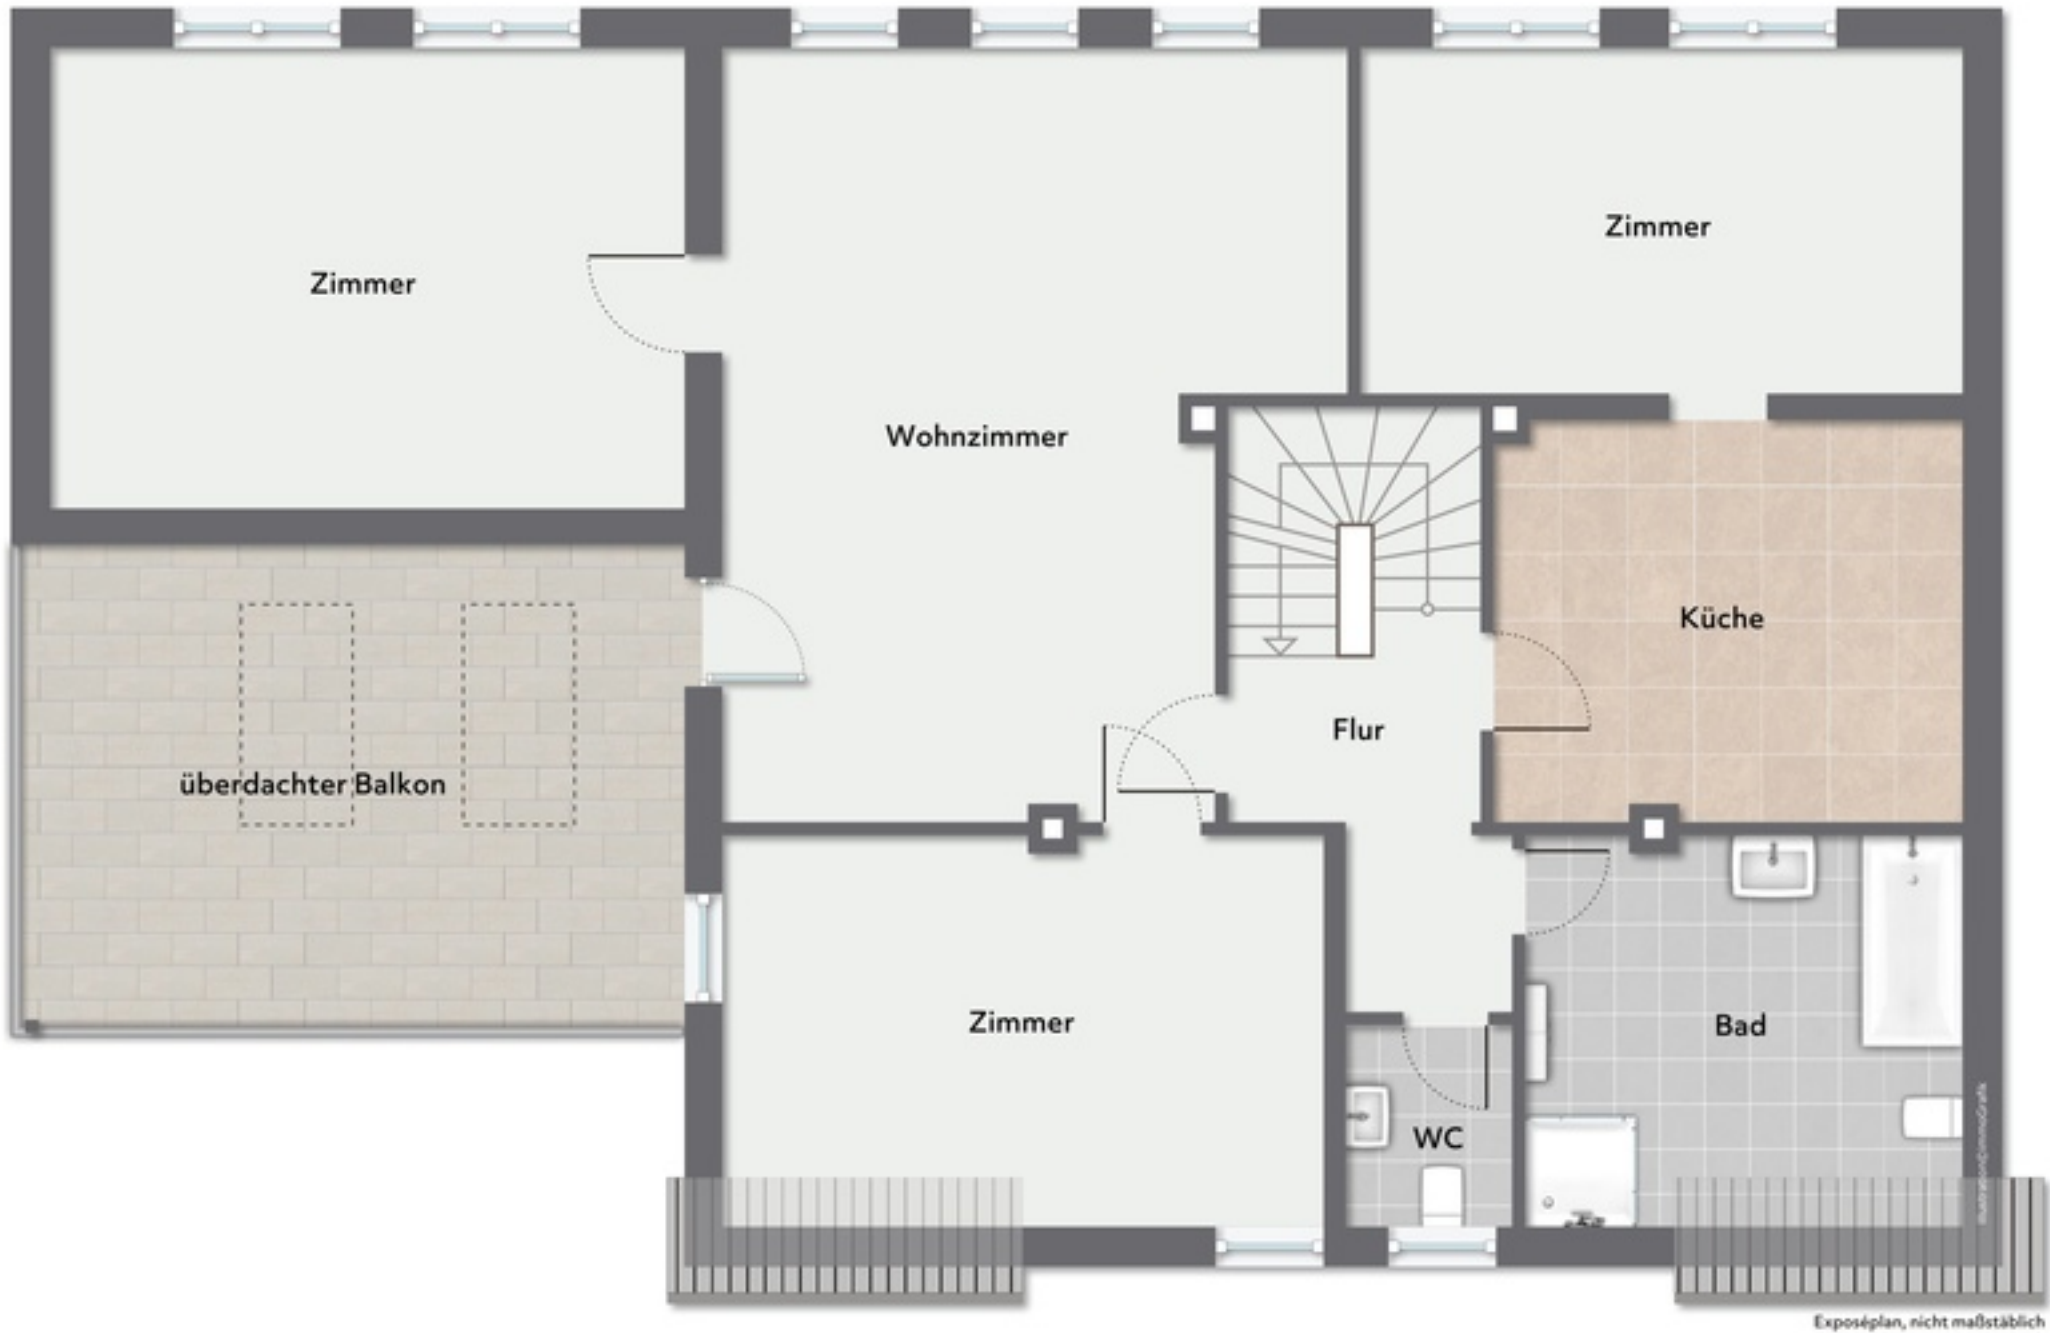 Zimmer
Zimmer
Wohnzimmer
Küche
Flur
überdachter Balkon
Zimmer
Bad
WC
Exposéplan, nicht maßstäblich